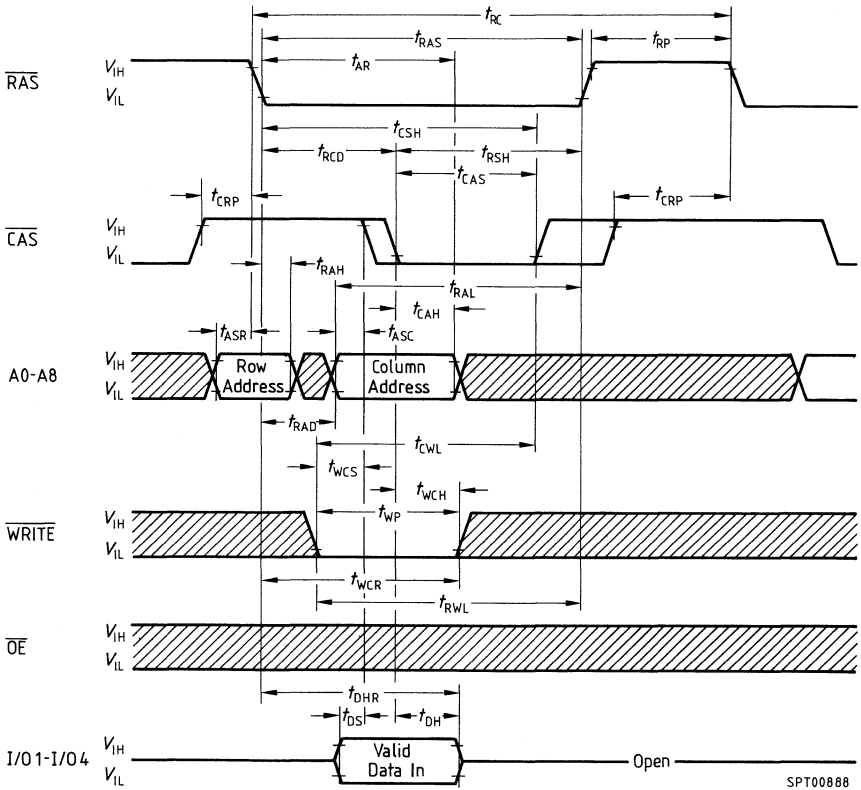 tRC
tRAS
tRP
tAR
RAS
VIH
VIL
tCSH
tRCD
tRSH
tCAS
tCRP
tCRP
CAS
VIH
VIL
tRAH
tRAL
tCAH
tASR
tASC
A0-A8
VIH
VIL
Row
Address
Column
Address
tRAD
tCWL
tWCS
tWCH
WRITE
VIH
VIL
tWP
tWCR
tRWL
OE
VIH
VIL
tDHR
tDS
tDH
I/O1-I/O4
VIH
VIL
Valid
Data In
Open
SPT00888